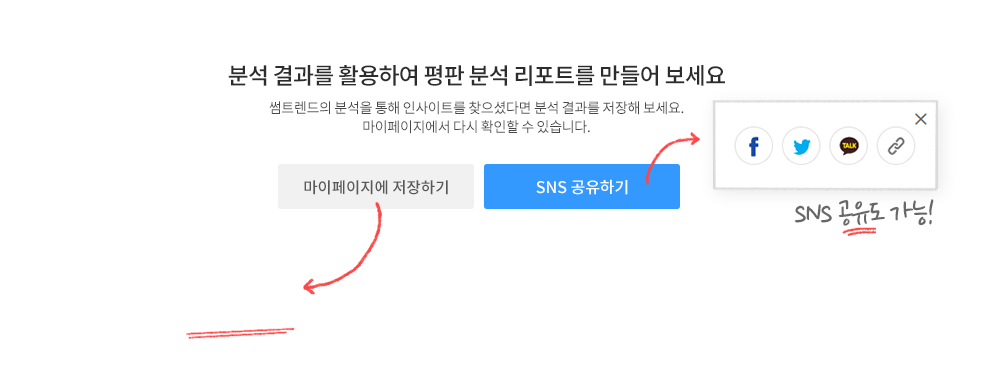 분석 결과를 활용하여 평판 분석 리포트를 만들어 보세요
썸트렌드의 분석을 통해 인사이트를 찾으셨다면 분석 결과를 저장해 보세요.
마이페이지에서 다시 확인할 수 있습니다.
마이페이지에 저장하기
SNS 공유하기
TALK
SNS 공유도 가능!